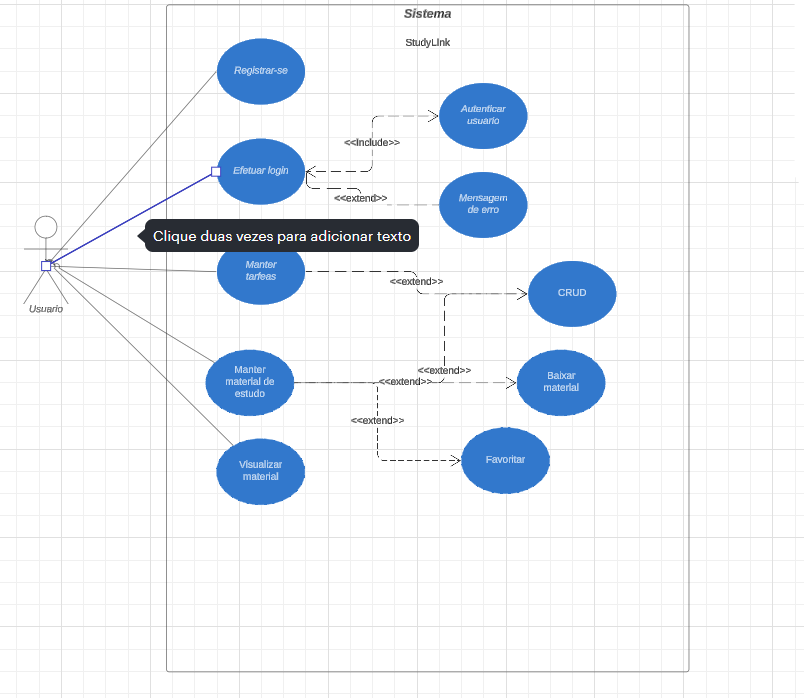 Sistema
StudyLInk
Registrar-se
Autenticar
usuario
<<Include>>
Efetuar login
<<extend>>
Mensagem
de erro
Clique duas vezes para adicionar texto
Manter
tarfeas
<<extend>>
CRUD
Usuario
Manter
material de
estudo
<<extend>>
<<extend>>
Baixar
material
<<extend>>
Visualizar
material
Favoritar